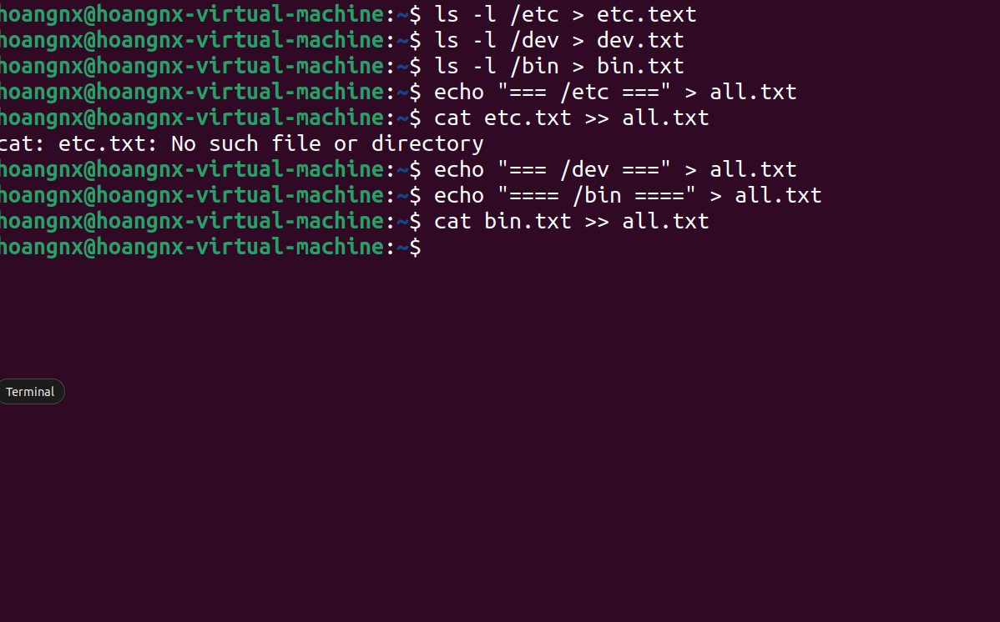 hoangnx@hoangnx-virtual-machine:~$ ls -l /etc > etc.text
hoangnx@hoangnx-virtual-machine:~$ ls -l /dev > dev.txt
hoangnx@hoangnx-virtual-machine:~$ ls -l /bin > bin.txt
hoangnx@hoangnx-virtual-machine:~$ echo "=== /etc ===" > all.txt
hoangnx@hoangnx-virtual-machine:~$ cat etc.txt >> all.txt
cat: etc.txt: No such file or directory
hoangnx@hoangnx-virtual-machine:~$ echo "=== /dev ===" > all.txt
hoangnx@hoangnx-virtual-machine:~$ echo "==== /bin ====" > all.txt
hoangnx@hoangnx-virtual-machine:~$ cat bin.txt >> all.txt
hoangnx@hoangnx-virtual-machine:~$
Terminal